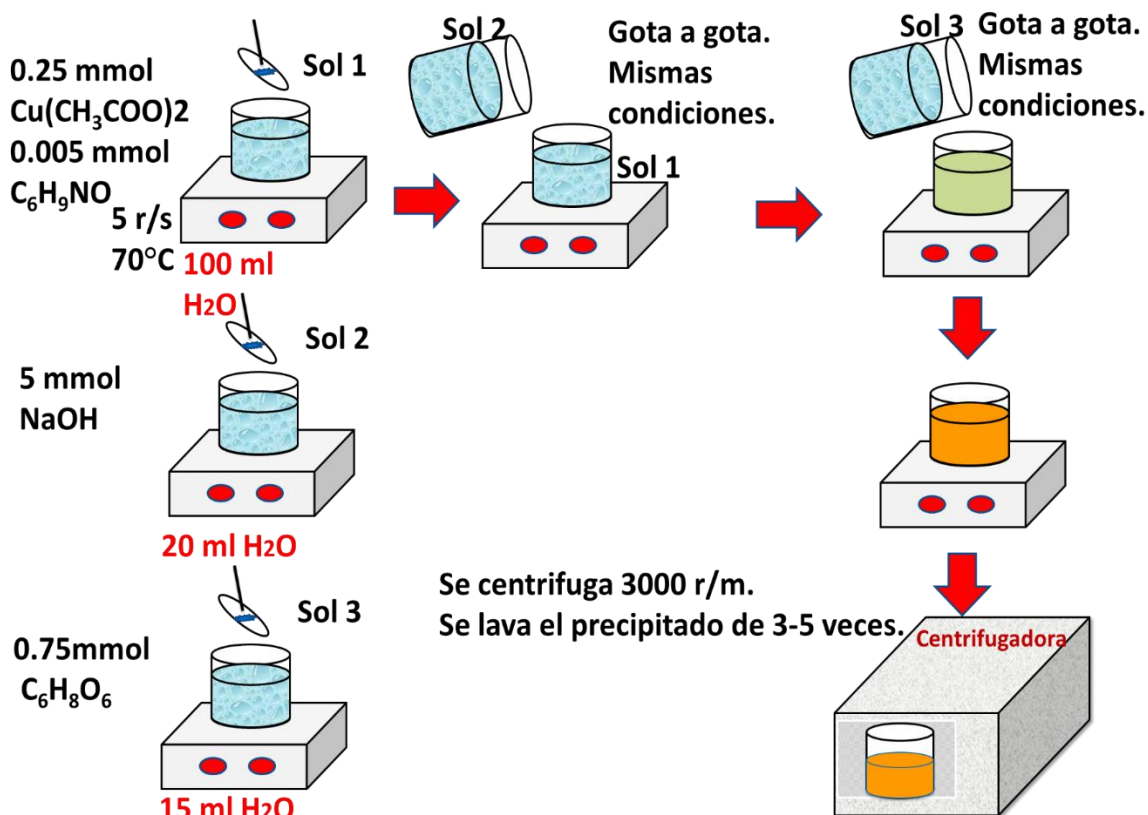 0.25 mmol
Cu(CH₃COO)2
0.005 mmol
C₆H₉NO
5 r/s
70°C
100 ml
H₂O
Sol 1
Sol 2
Gota a gota.
Mismas
condiciones.
Sol 1
Sol 3
Gota a gota.
Mismas
condiciones.
5 mmol
NaOH
Sol 2
20 ml H₂O
0.75mmol
C₆H₈O₆
Sol 3
15 ml H₂O
Se centrifuga 3000 r/m.
Se lava el precipitado de 3-5 veces.
Centrifugadora